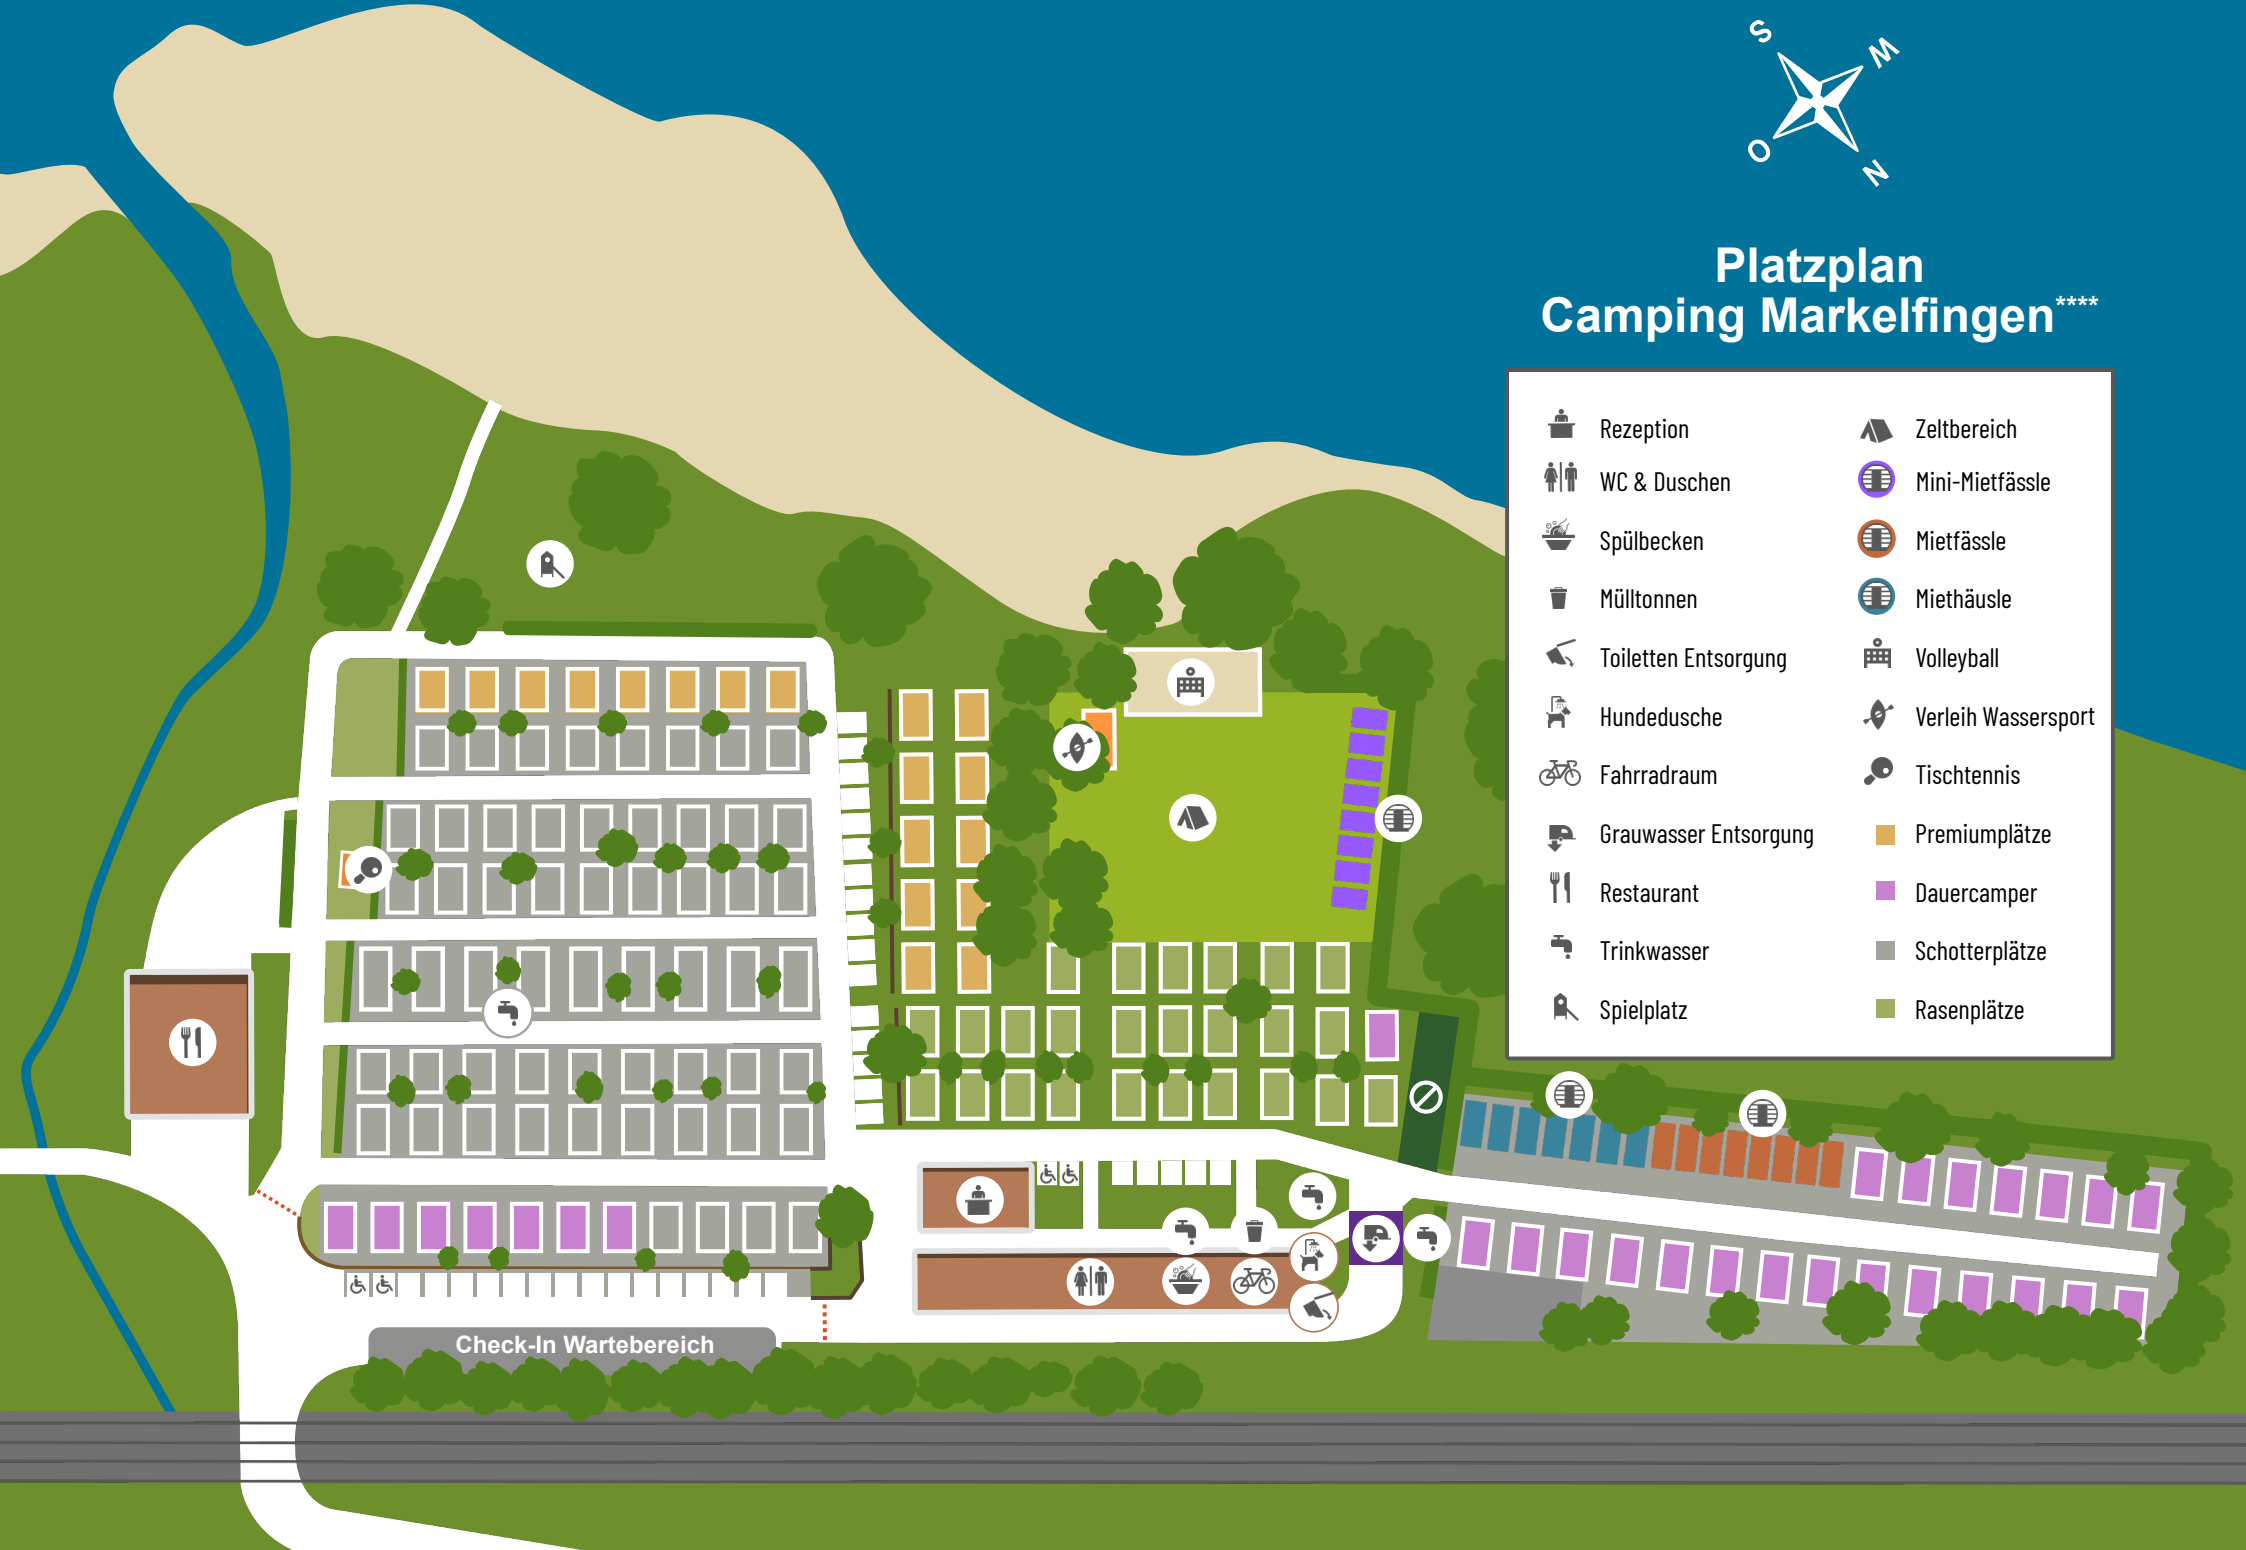 S
W
O
N
Platzplan
Camping Markelfingen****
Rezeption
WC & Duschen
Spülbecken
Mülltonnen
Toiletten Entsorgung
Hundedusche
Fahrradraum
Grauwasser Entsorgung
Restaurant
Trinkwasser
Spielplatz
Zeltbereich
Mini-Mietfässle
Mietfässle
Miethäusle
Volleyball
Verleih Wassersport
Tischtennis
Premiumplätze
Dauercamper
Schotterplätze
Rasenplätze
Check-In Wartebereich